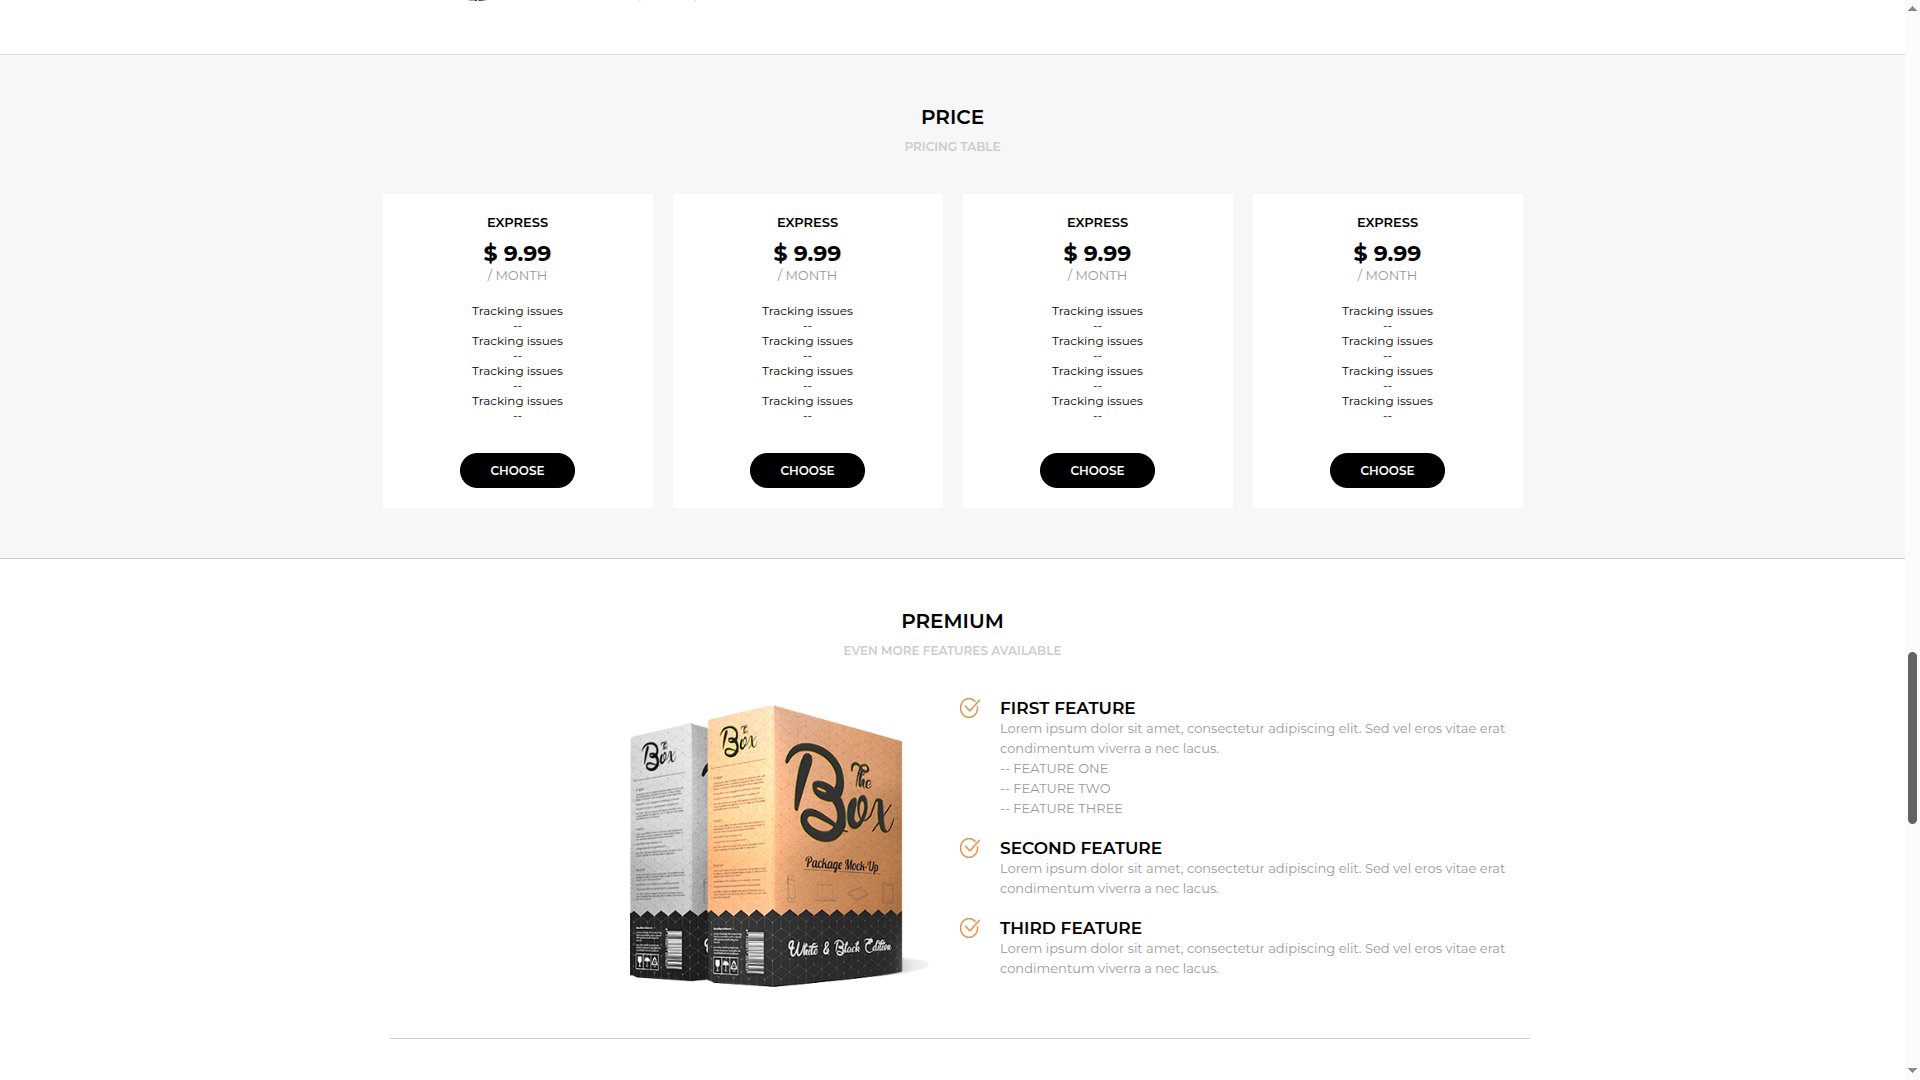 PRICE
PRICING TABLE
EXPRESS
$ 9.99
/ MONTH
Tracking issues
--
Tracking issues
--
Tracking issues
--
Tracking issues
--
CHOOSE
EXPRESS
$ 9.99
/ MONTH
Tracking issues
--
Tracking issues
--
Tracking issues
--
Tracking issues
--
CHOOSE
EXPRESS
$ 9.99
/ MONTH
Tracking issues
--
Tracking issues
--
Tracking issues
--
Tracking issues
--
CHOOSE
EXPRESS
$ 9.99
/ MONTH
Tracking issues
--
Tracking issues
--
Tracking issues
--
Tracking issues
--
CHOOSE
PREMIUM
EVEN MORE FEATURES AVAILABLE
The Box
The Box
The Box
Package Mock-Up
White & Black Edition
FIRST FEATURE
Lorem ipsum dolor sit amet, consectetur adipiscing elit. Sed vel eros vitae erat
condimentum viverra a nec lacus.
-- FEATURE ONE
-- FEATURE TWO
-- FEATURE THREE
SECOND FEATURE
Lorem ipsum dolor sit amet, consectetur adipiscing elit. Sed vel eros vitae erat
condimentum viverra a nec lacus.
THIRD FEATURE
Lorem ipsum dolor sit amet, consectetur adipiscing elit. Sed vel eros vitae erat
condimentum viverra a nec lacus.